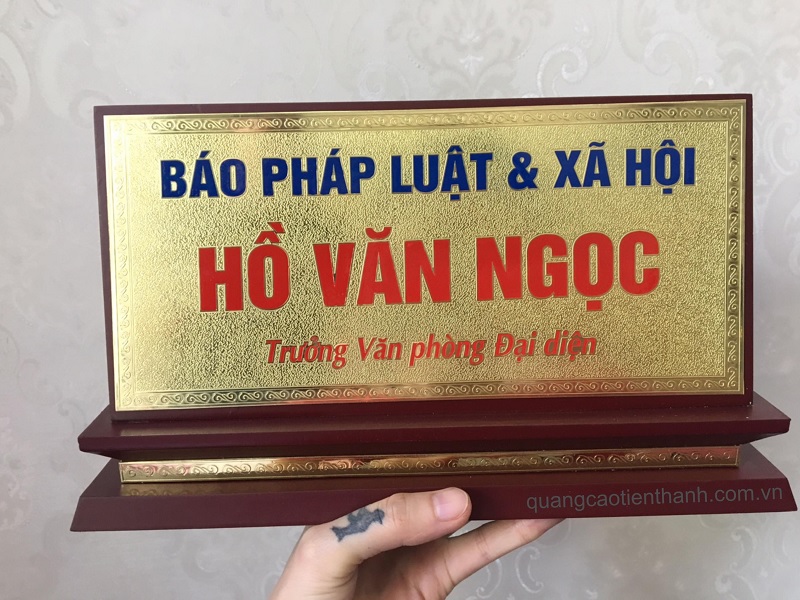 BÁO PHÁP LUẬT & XÃ HỘI
HỒ VĂN NGỌC
Trưởng Văn phòng Đại diện
quangcaotienthanh.com.vn